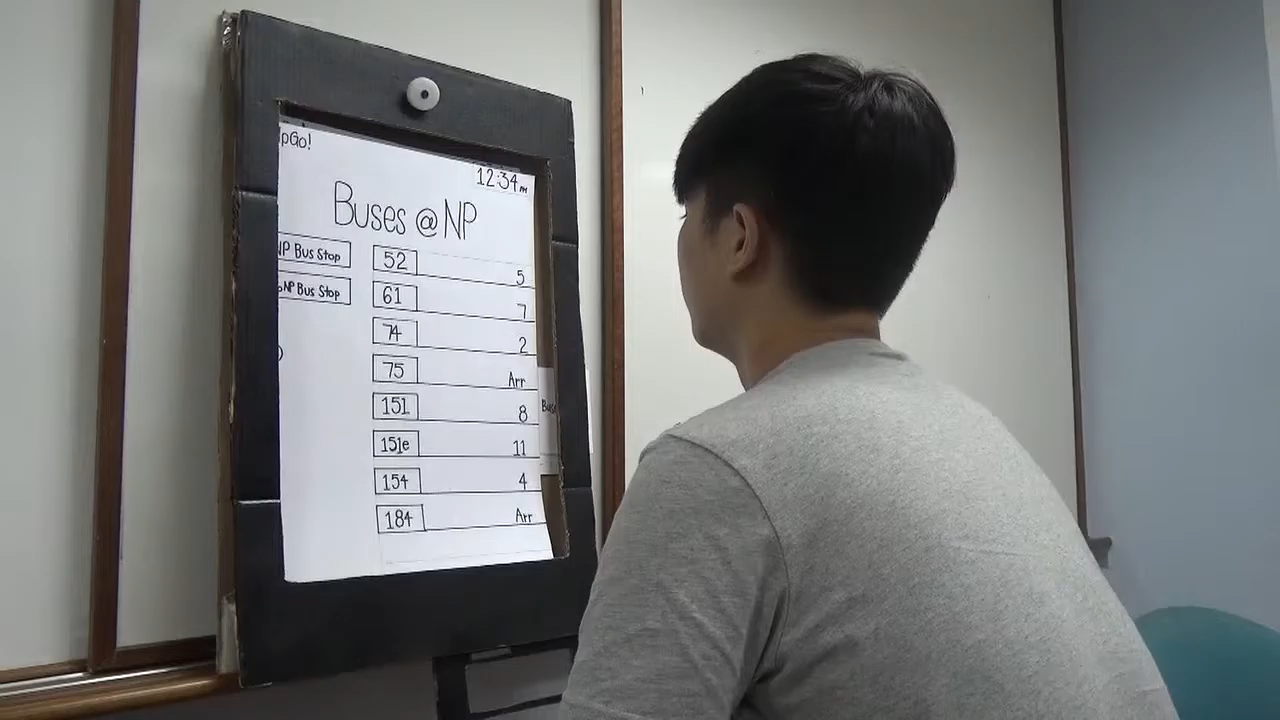 pGo!
12:34PM
Buses @ NP
NP Bus Stop
NP Bus Stop
52 5
61 7
74 2
75 Arr
151 8
151e 11
154 4
184 Arr